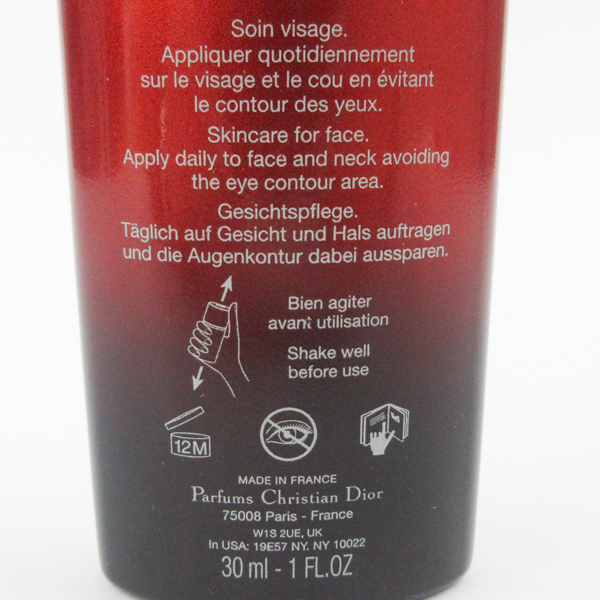 Soin visage.
Appliquer quotidiennement
sur le visage et le cou en évitant
le contour des yeux.
Skincare for face.
Apply daily to face and neck avoiding
the eye contour area.
Gesichtspflege.
Täglich auf Gesicht und Hals auftragen
und die Augenkontur dabei aussparen.
Bien agiter
avant utilisation
Shake well
before use
12M
MADE IN FRANCE
Parfums Christian Dior
75008 Paris - France
W1S 2UE, UK
In USA: 19E57 NY. NY 10022
30 ml - 1 FL.OZ